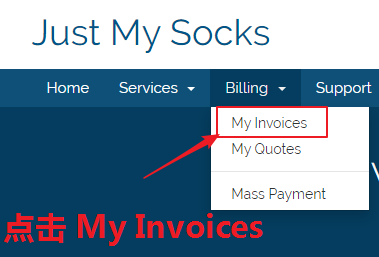 Just My Socks
Home Services Billing Support
My Invoices
My Quotes
Mass Payment
点击 My Invoices